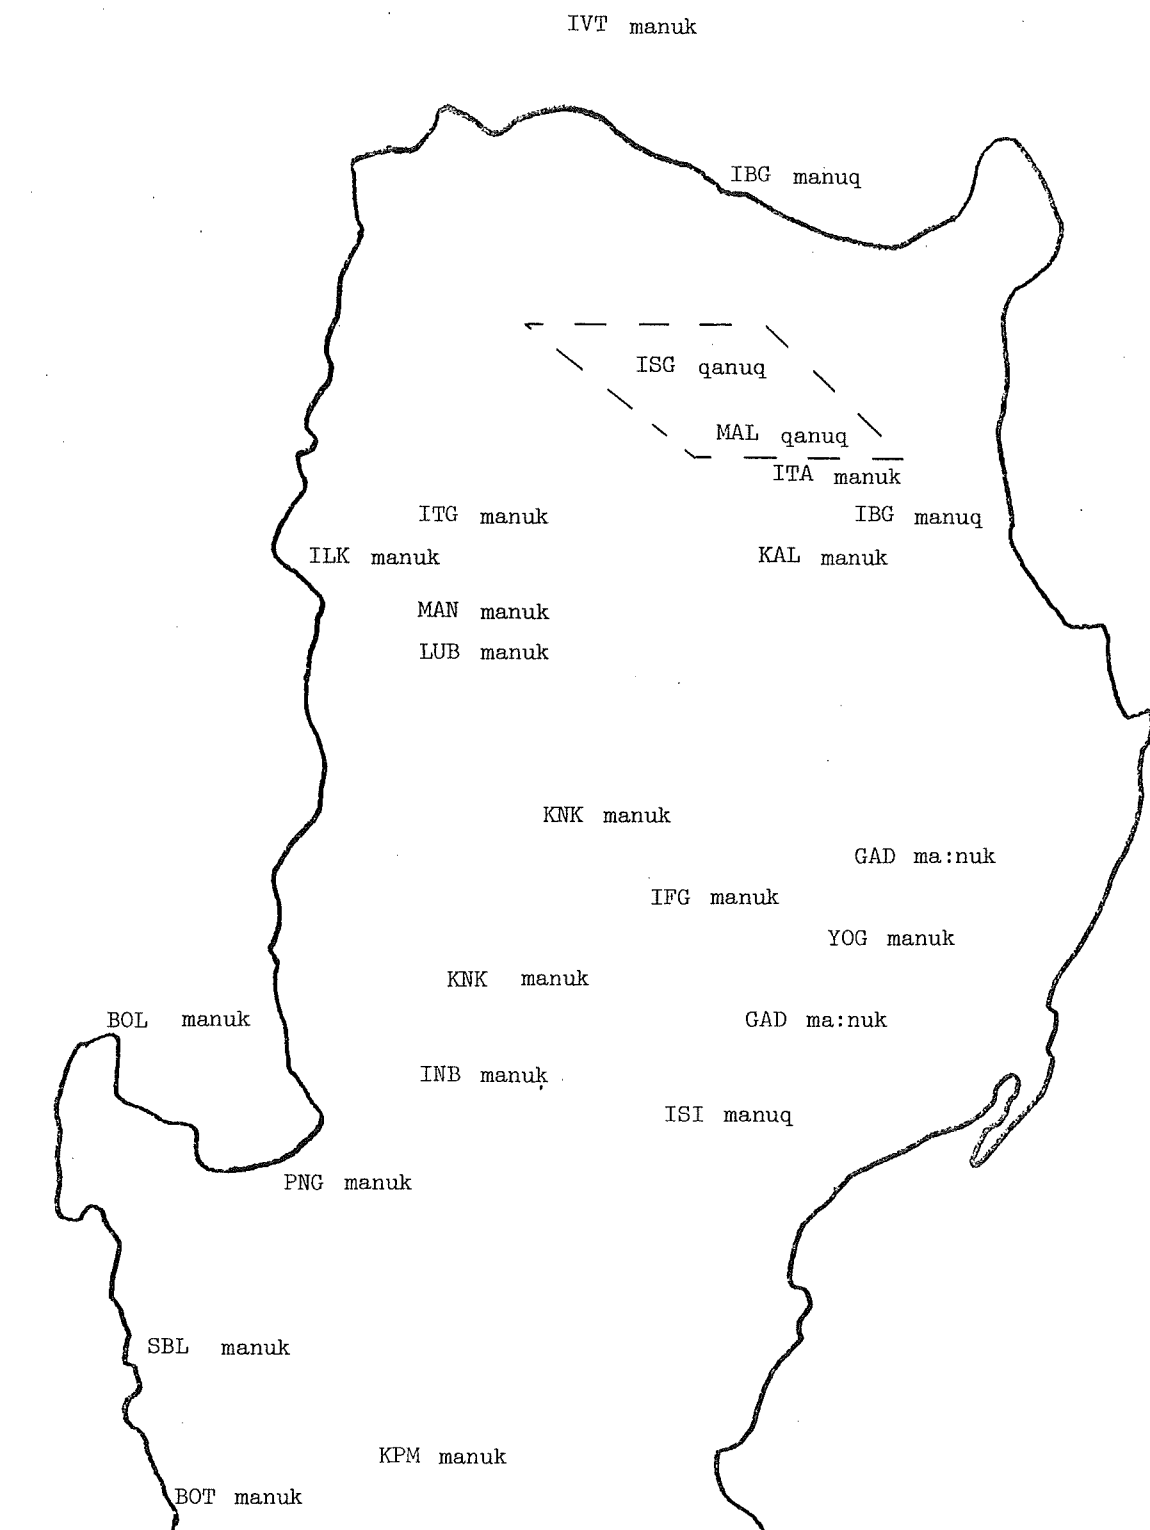 IVT manuk
IBG manuq
ISG qanuq
MAL qanuq
ITA manuk
ITG manuk
IBG manuq
ILK manuk
KAL manuk
MAN manuk
LUB manuk
KNK manuk
GAD ma:nuk
IFG manuk
YOG manuk
KNK manuk
BOL manuk
GAD ma:nuk
INB manuk
ISI manuq
PNG manuk
SBL manuk
KPM manuk
BOT manuk